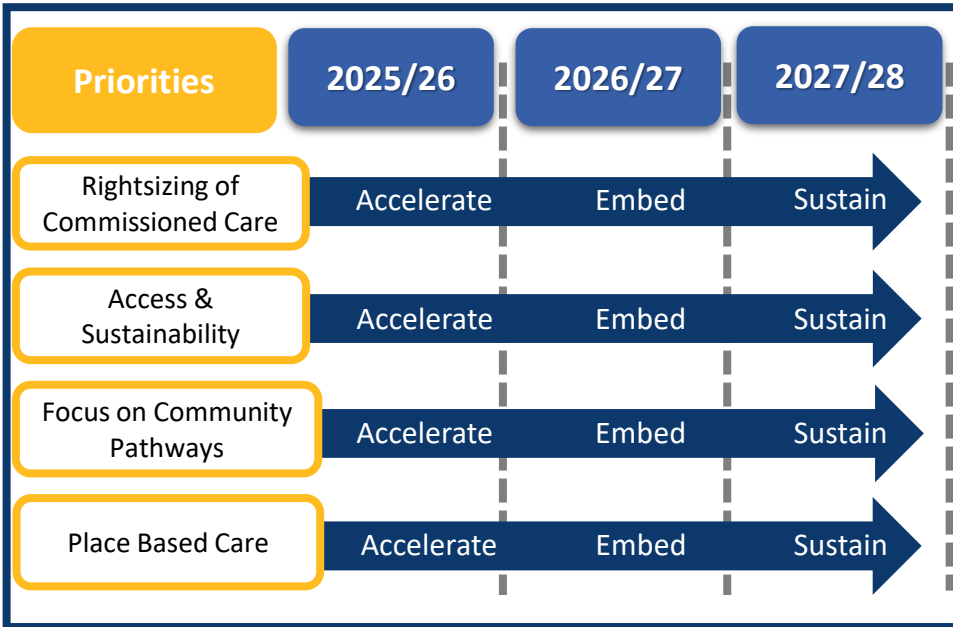 Priorities
2025/26
2026/27
2027/28
Rightsizing of
Commissioned Care
Accelerate
Embed
Sustain
Access &
Sustainability
Accelerate
Embed
Sustain
Focus on Community
Pathways
Accelerate
Embed
Sustain
Place Based Care
Accelerate
Embed
Sustain